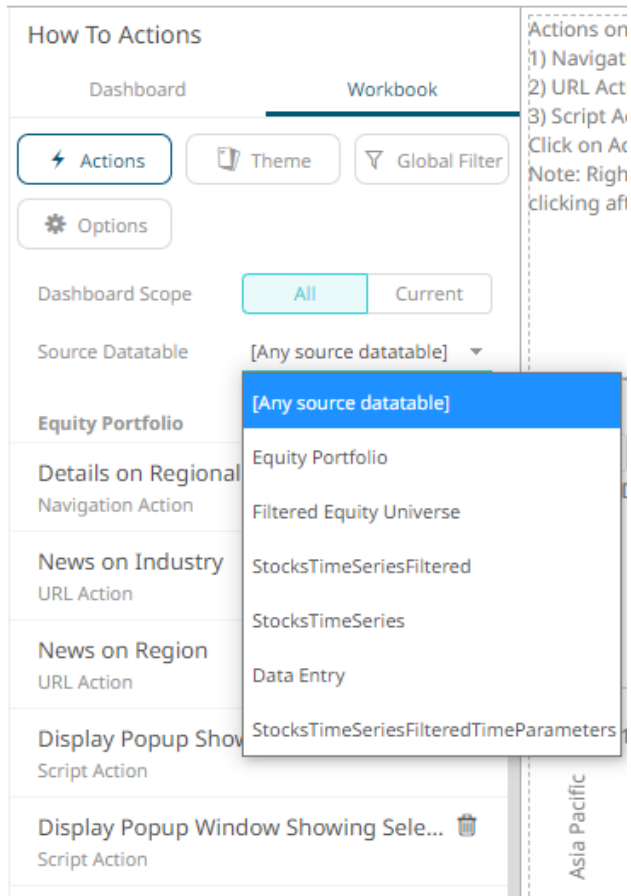 How To Actions
Actions on
1) Navigat
Dashboard
Workbook
2) URL Act
3) Script A
Actions
Theme
Global Filter
Click on Ac
Note: Righ
clicking aft
Options
Dashboard Scope
All
Current
Source Datatable
[Any source datatable]
[Any source datatable]
Equity Portfolio
Equity Portfolio
Details on Regional
Navigation Action
Filtered Equity Universe
News on Industry
URL Action
StocksTimeSeriesFiltered
StocksTimeSeries
News on Region
URL Action
Data Entry
StocksTimeSeriesFilteredTimeParameters
Display Popup Show
Script Action
Display Popup Window Showing Sele...
Script Action
Asia Pacific